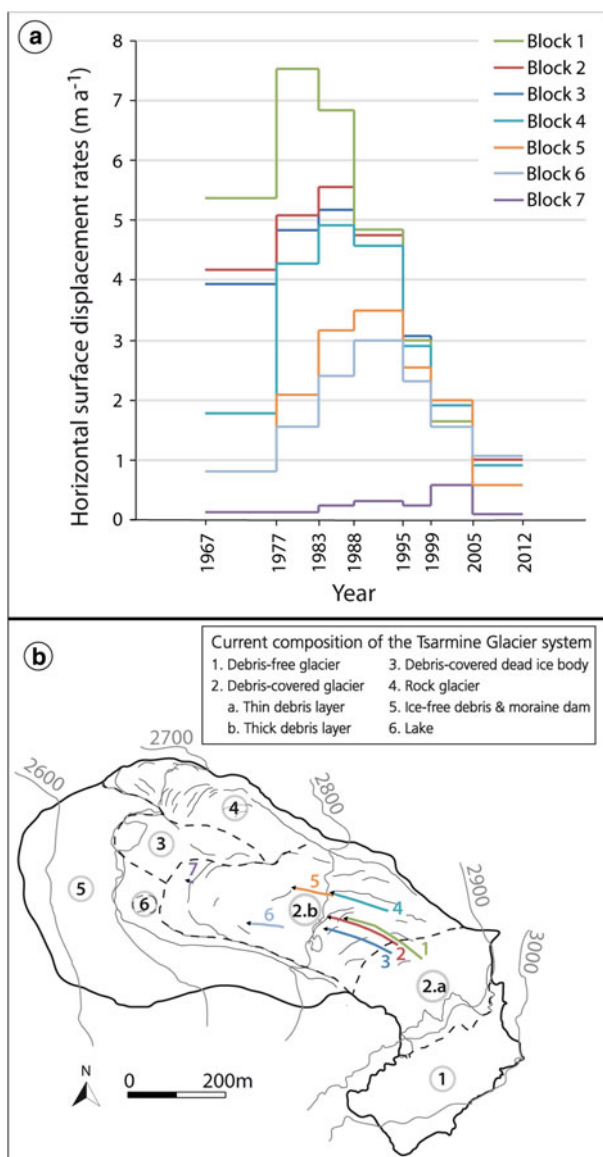 a
Horizontal surface displacement rates (m a⁻¹)
8
7
6
5
4
3
2
1
0
Block 1
Block 2
Block 3
Block 4
Block 5
Block 6
Block 7
1967
1977
1983
1988
1995
1999
2005
2012
Year
b
Current composition of the Tsarmine Glacier system
1. Debris-free glacier
2. Debris-covered glacier
a. Thin debris layer
b. Thick debris layer
3. Debris-covered dead ice body
4. Rock glacier
5. Ice-free debris & moraine dam
6. Lake
2700
2600
2800
2900
3000
4
3
5
7
6
5
2.b
4
6
1
2
3
2.a
1
N
0
200m